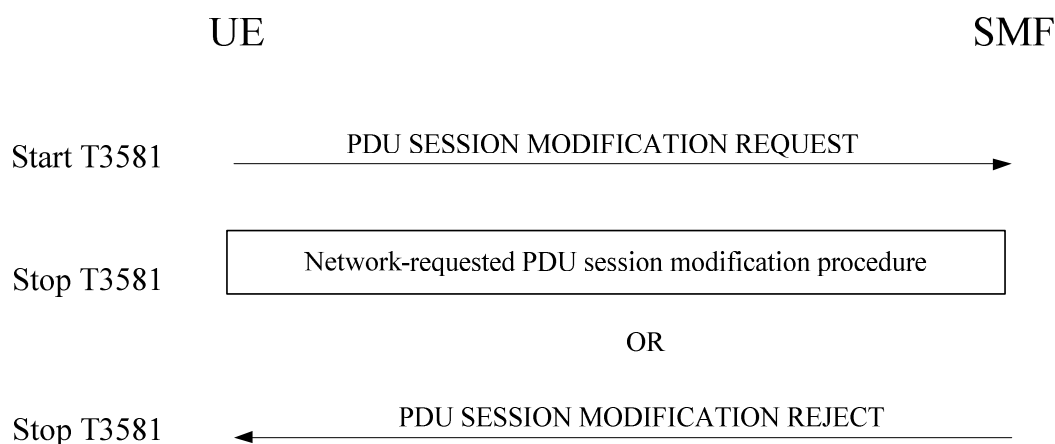 UE SMF
Start T3581 PDU SESSION MODIFICATION REQUEST
Stop T3581 Network-requested PDU session modification procedure
OR
Stop T3581 PDU SESSION MODIFICATION REJECT